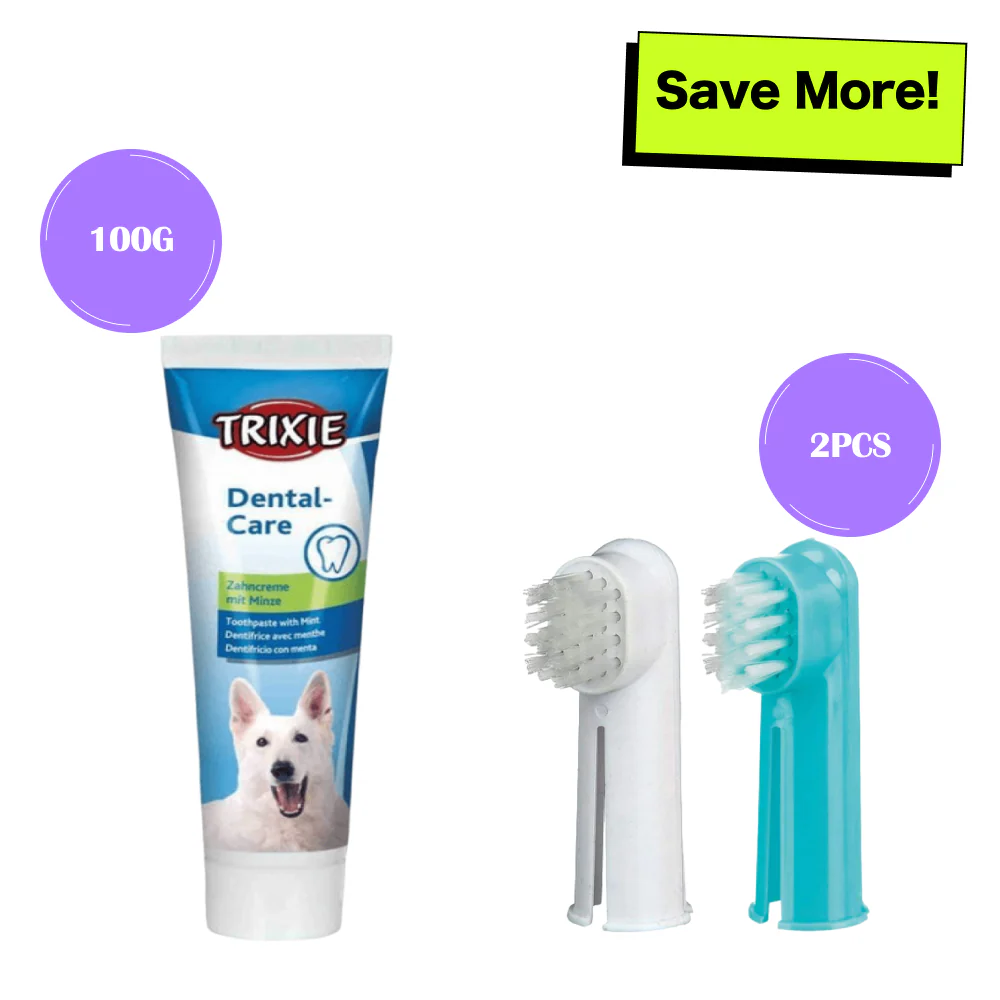 Save More!
100G
TRIXIE
Dental-
Care
Zahncreme
mit Minze
Toothpaste with Mint
Dentifrice avec menthe
Dentifricio con menta
2PCS